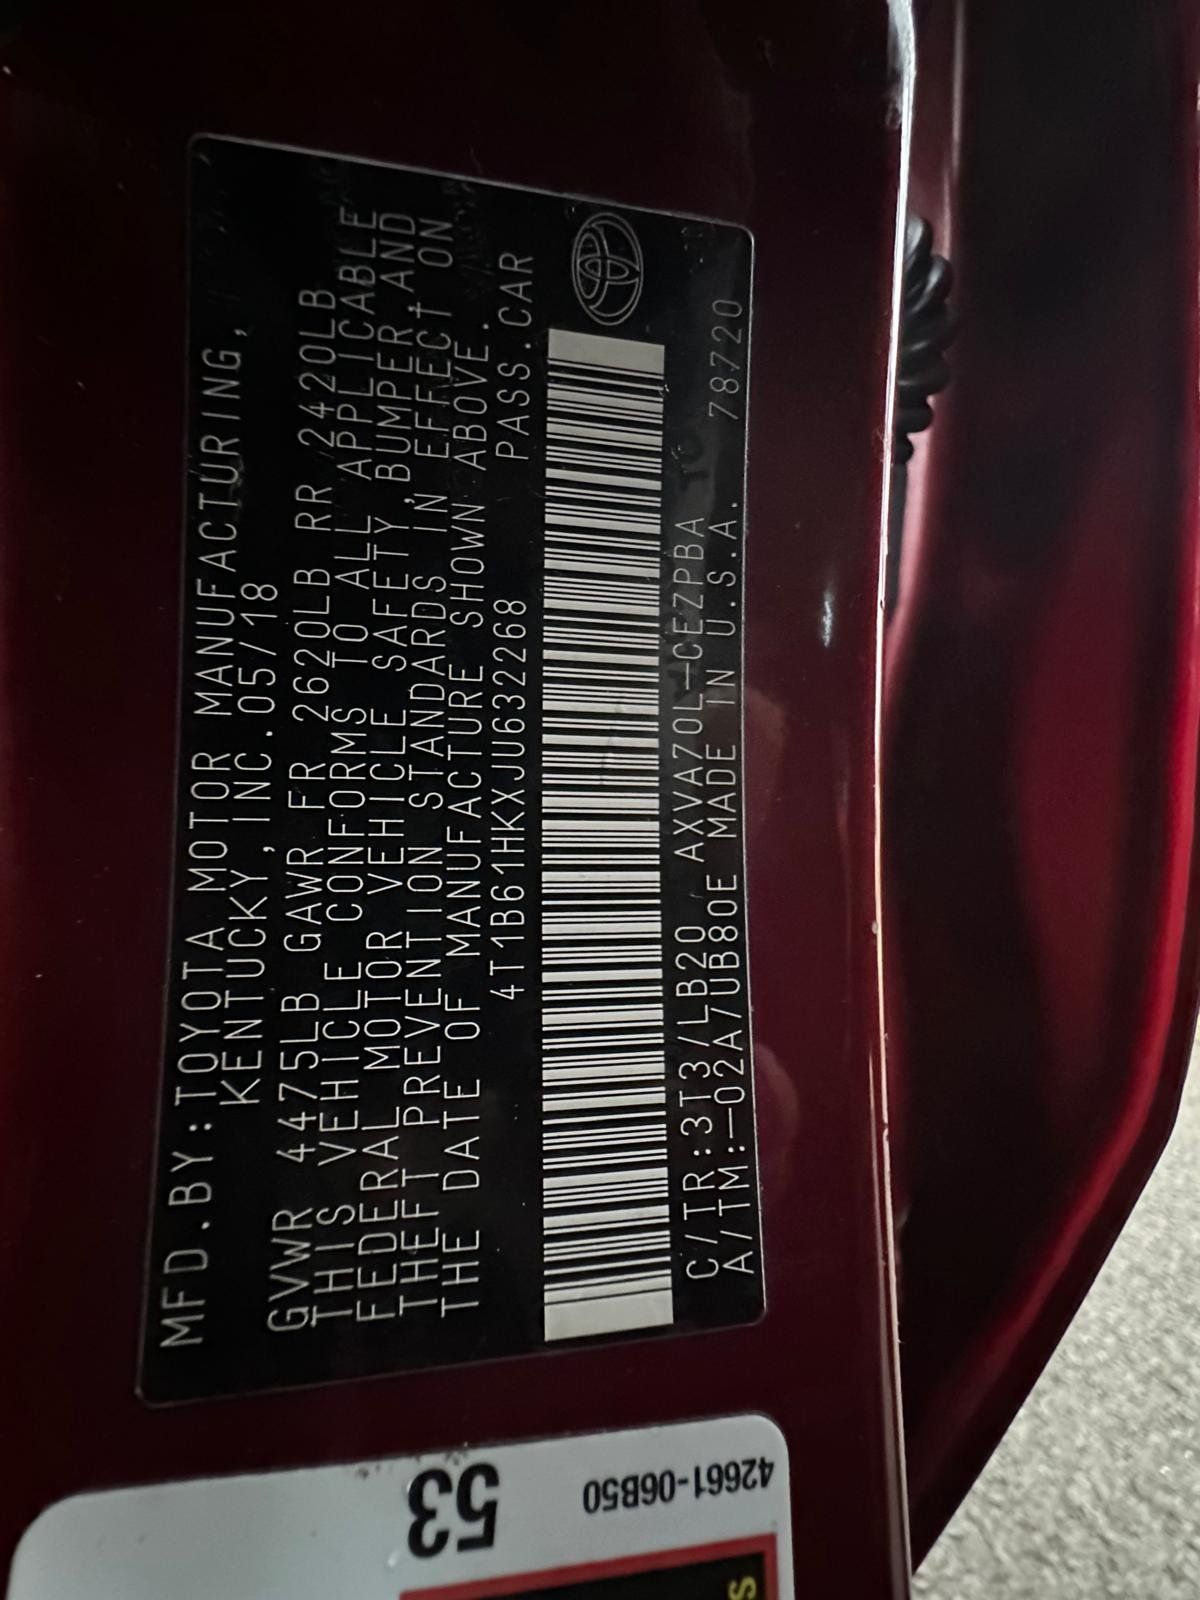 MFD.BY:TOYOTA MOTOR MANUFACTURING,
KENTUCKY,INC.05/18
GVWR 4475LB GAWR FR 2620LB RR 2420LB
THIS VEHICLE CONFORMS TO ALL APPLICABLE
FEDERAL MOTOR VEHICLE SAFETY,BUMPER,AND
THEFT PREVENTION STANDARDS IN EFFECT ON
THE DATE OF MANUFACTURE SHOWN ABOVE.
4T1B61HKXJU632268 PASS.CAR
C/TR:3T3/LB20 AXVA70L-CEZPBA
A/TM:-02A/UB80E MADE IN U.S.A. 78720
53
42661-06B50